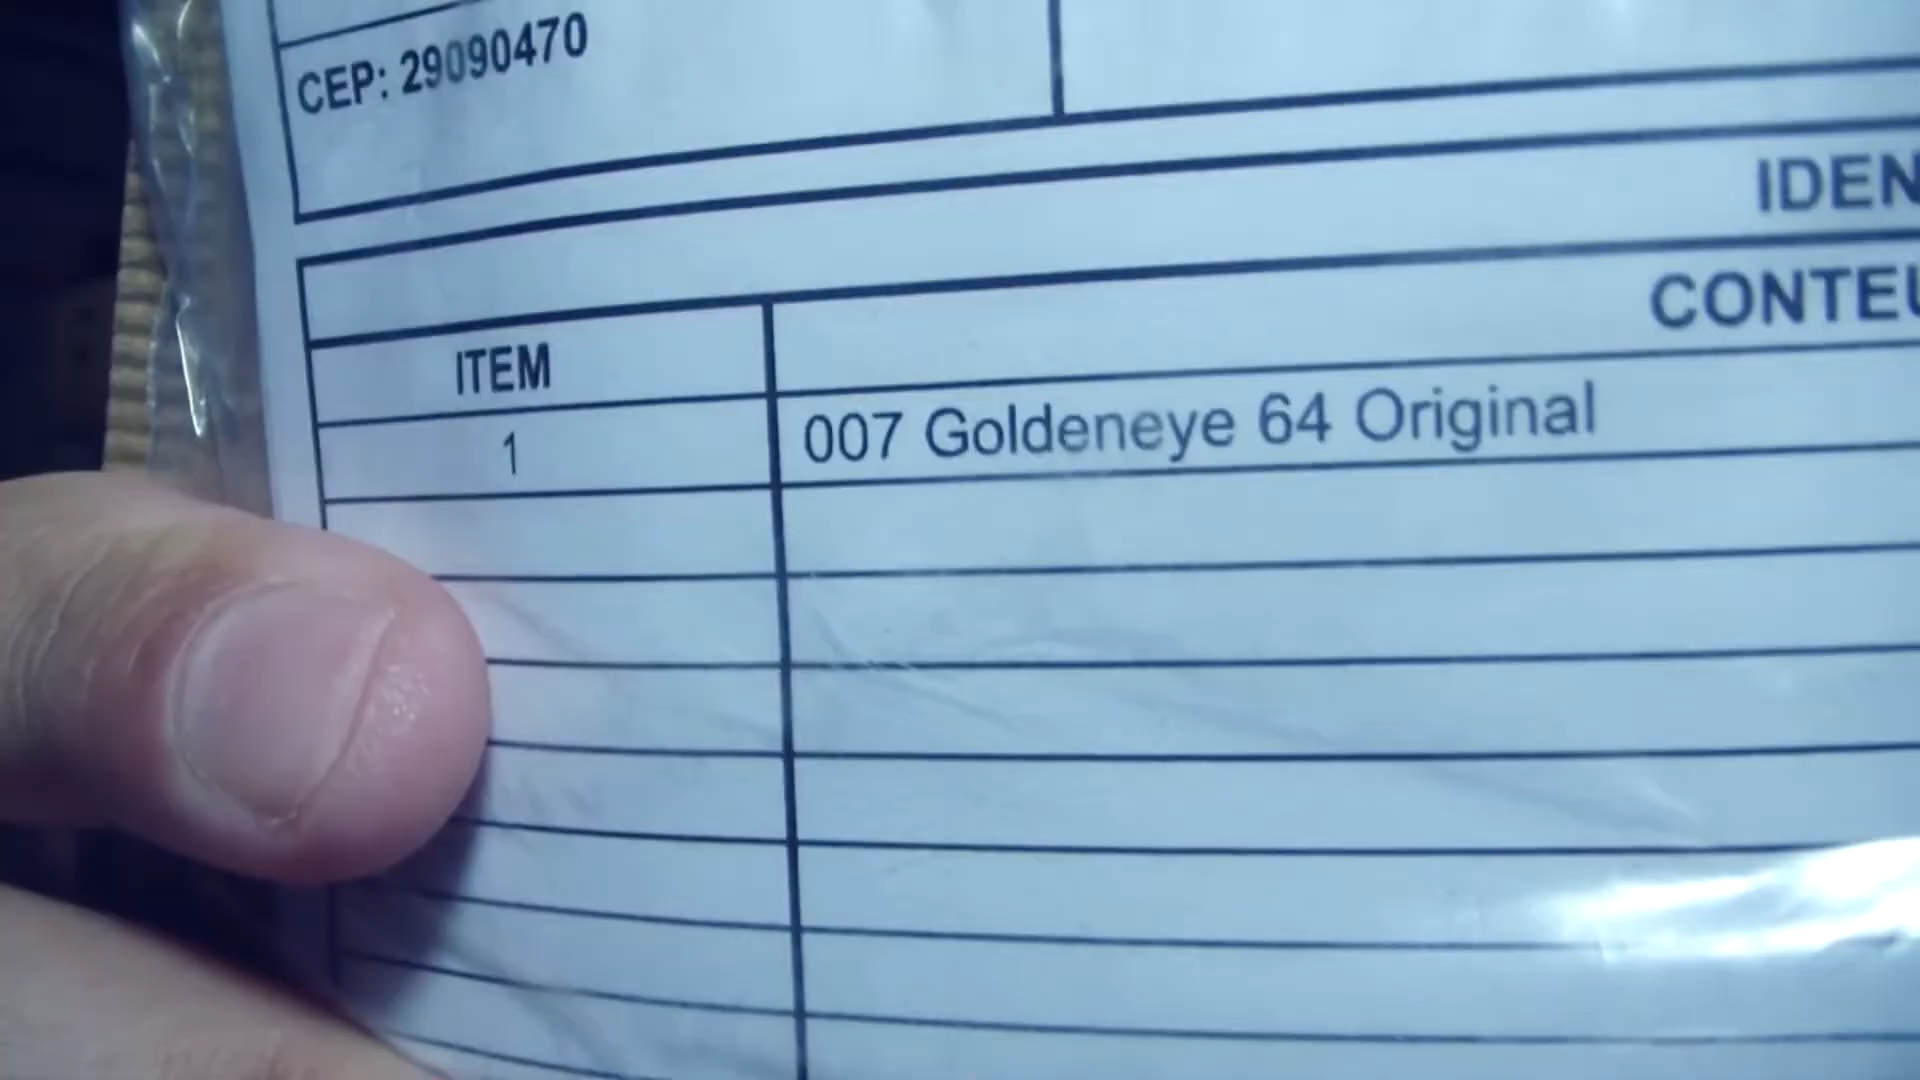 CEP: 29090470
IDEN
CONTEU
ITEM
1 007 Goldeneye 64 Original